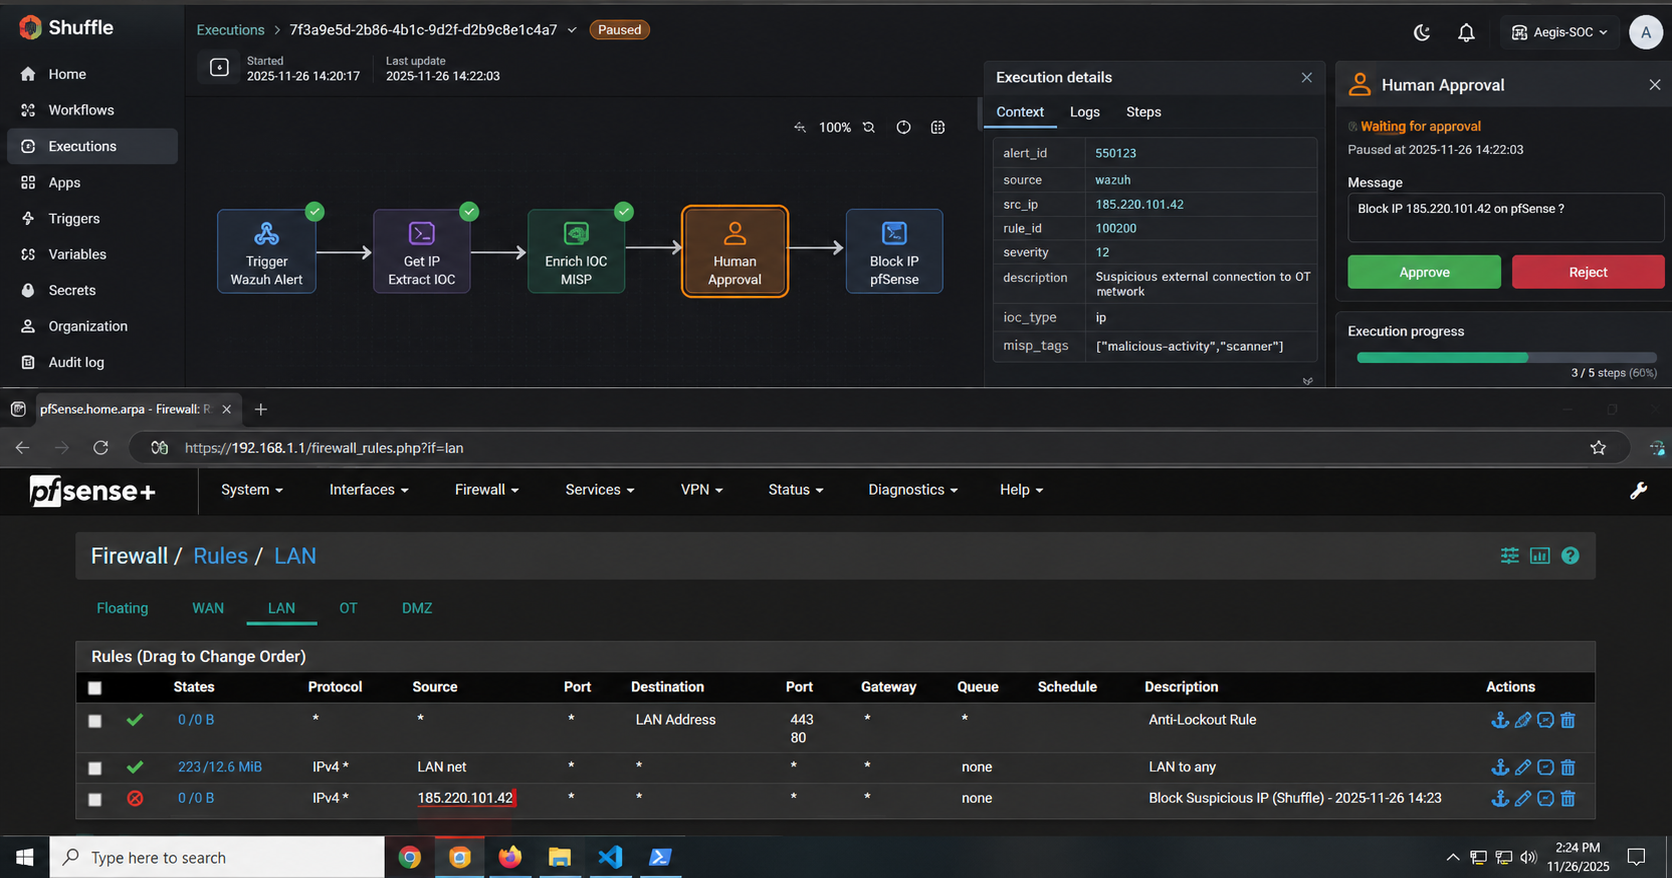 Shuffle
Executions > 7f3a9e5d-2b86-4b1c-9d2f-d2b9c8e1c4a7 Paused
Aegis-SOC
A
Home
Workflows
Executions
Apps
Triggers
Variables
Secrets
Organization
Audit log
Started
2025-11-26 14:20:17
Last update
2025-11-26 14:22:03
100%
Trigger
Wazuh Alert
Get IP
Extract IOC
Enrich IOC
MISP
Human
Approval
Block IP
pfSense
Execution details
Context Logs Steps
alert_id 550123
source wazuh
src_ip 185.220.101.42
rule_id 100200
severity 12
description Suspicious external connection to OT
metwork
ioc_type ip
misp_tags ["malicious-activity","scanner"]
Human Approval
Waiting for approval
Paused at 2025-11-26 14:22:03
Message
Block IP 185.220.101.42 on pfSense ?
Approve Reject
Execution progress
3 / 5 steps (60%)
pfSense.home.arpa - Firewall: R
https://192.168.1.1/firewall_rules.php?if=lan
pfsense+
System Interfaces Firewall Services VPN Status Diagnostics Help
Firewall / Rules / LAN
Floating WAN LAN OT DMZ
Rules (Drag to Change Order)
States Protocol Source Port Destination Port Gateway Queue Schedule Description Actions
0 /0 B * * * LAN Address 443 * * Anti-Lockout Rule
80
223 /12.6 MiB IPv4 * LAN net * * * * none LAN to any
0 /0 B IPv4 * 185.220.101.42 * * * * none Block Suspicious IP (Shuffle) - 2025-11-26 14:23
Type here to search
2:24 PM
11/26/2025